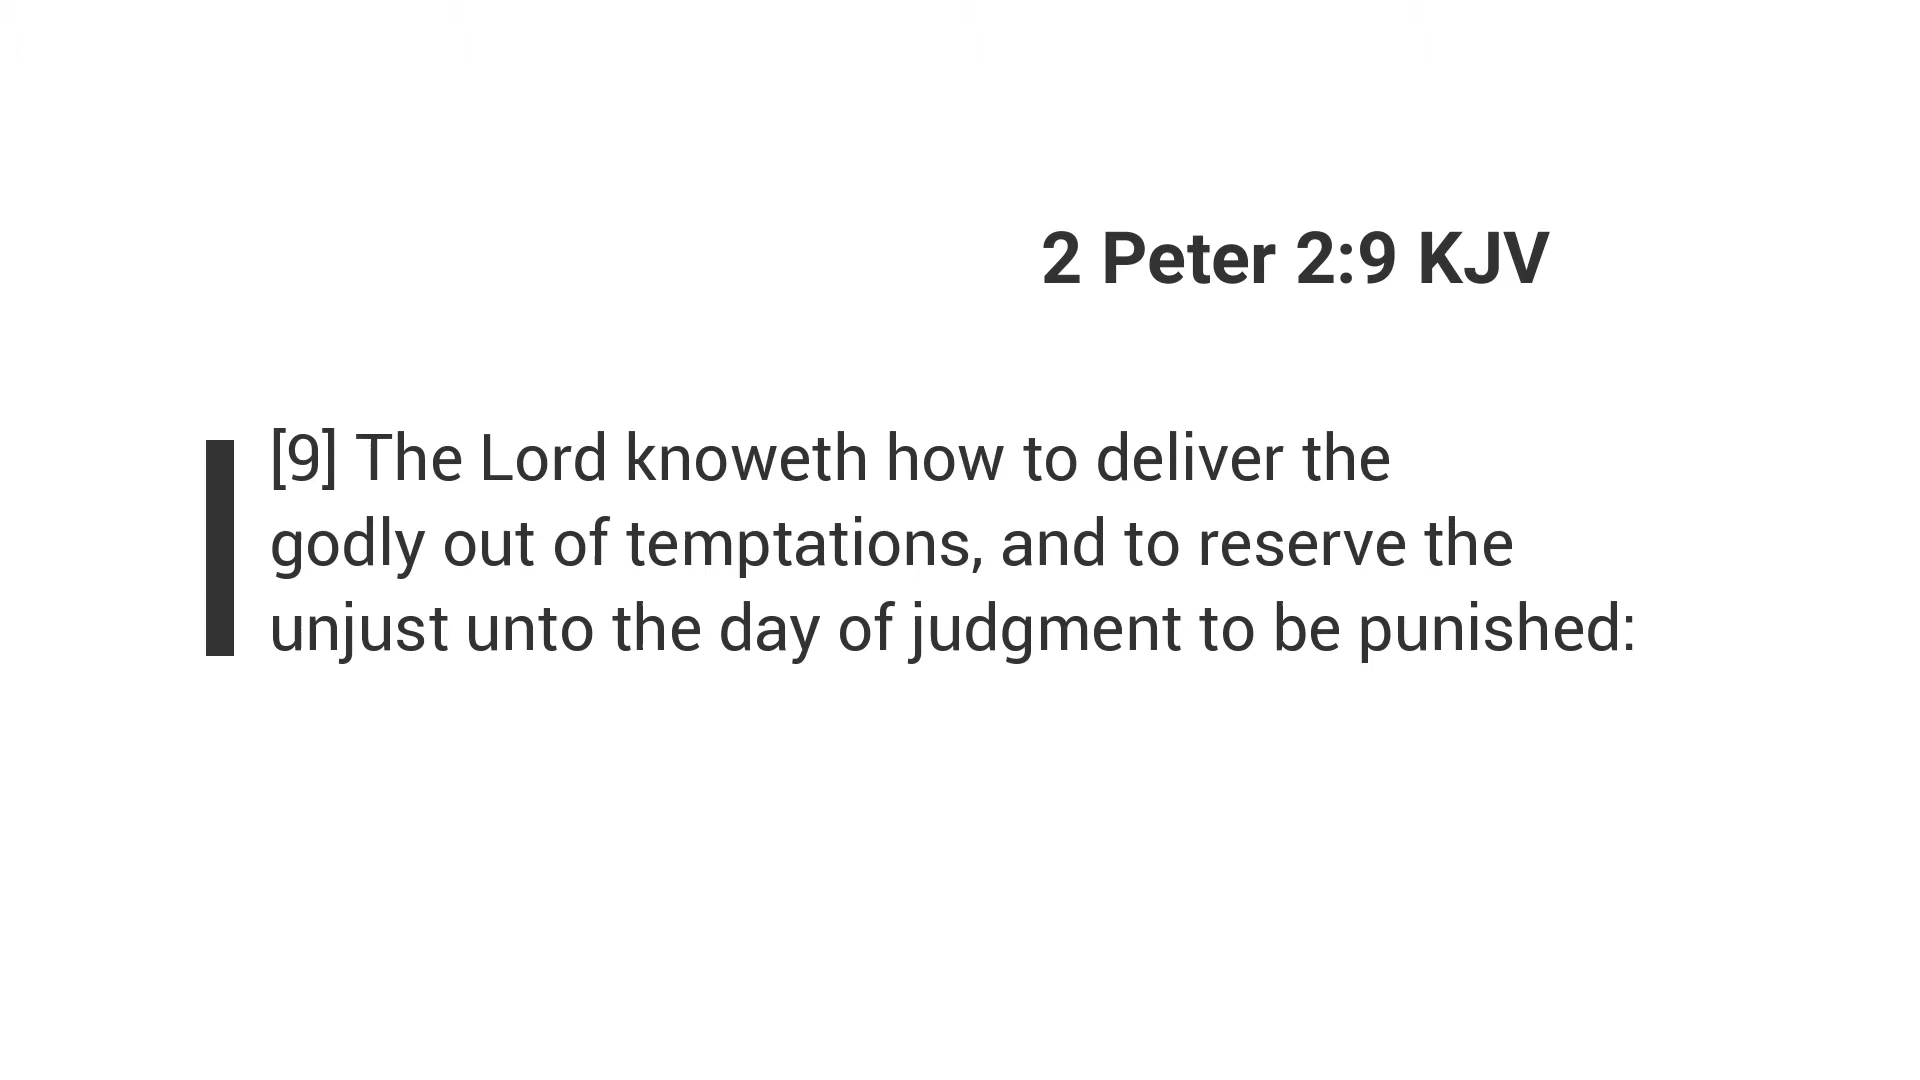 2 Peter 2:9 KJV
[9] The Lord knoweth how to deliver the
godly out of temptations, and to reserve the
unjust unto the day of judgment to be punished: